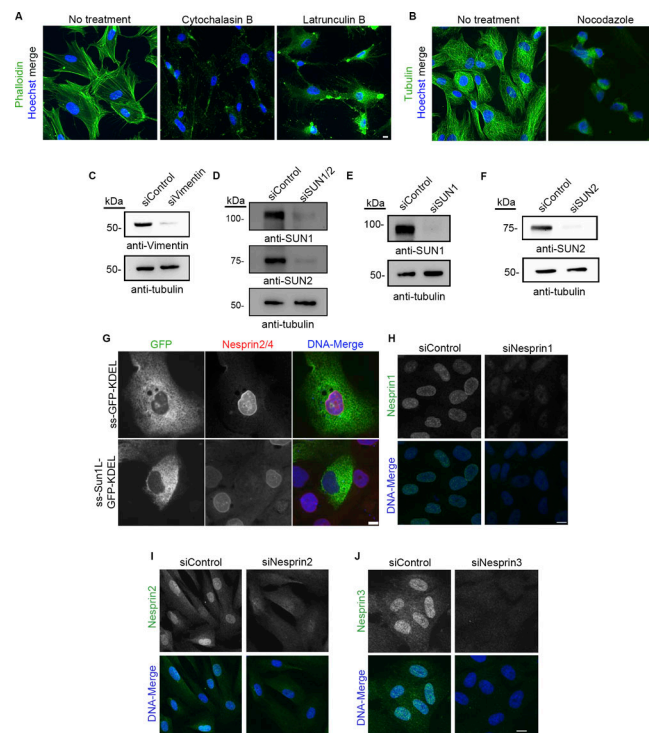 A
No treatment
Cytochalasin B
Latrunculin B
Phalloidin
Hoechst merge
B
No treatment
Nocodazole
Tubulin
Hoechst merge
C
kDa
siControl
siVimentin
50-
anti-Vimentin
50-
anti-tubulin
D
kDa
siControl
siSUN1/2
100-
anti-SUN1
75-
anti-SUN2
50-
anti-tubulin
E
kDa
siControl
siSUN1
100-
anti-SUN1
50-
anti-tubulin
F
kDa
siControl
siSUN2
75-
anti-SUN2
50-
anti-tubulin
G
GFP
Nesprin2/4
DNA-Merge
ss-GFP-KDEL
ss-Sun1L-
GFP-KDEL
H
siControl
siNesprin1
Nesprin1
DNA-Merge
I
siControl
siNesprin2
Nesprin2
DNA-Merge
J
siControl
siNesprin3
Nesprin3
DNA-Merge